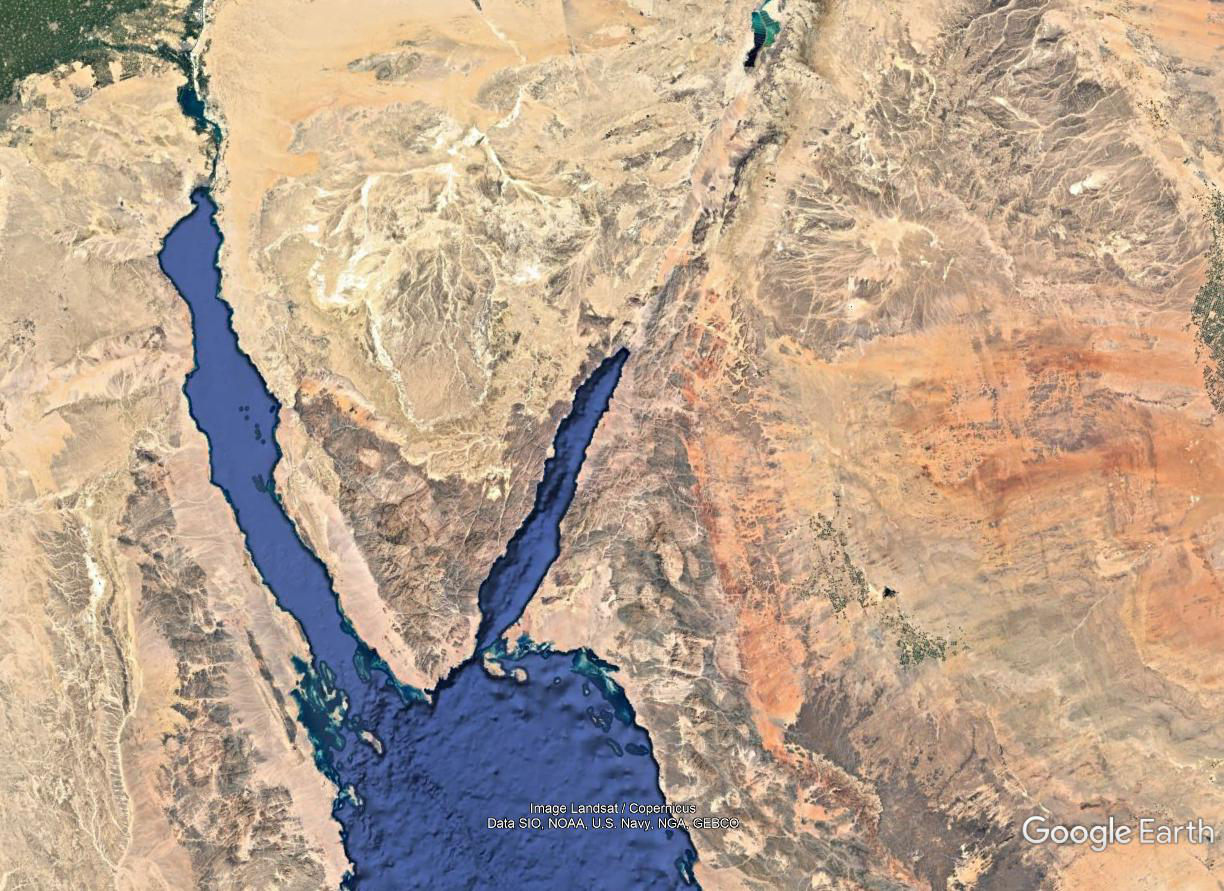 Image Landsat / Copernicus
Data SIO, NOAA, U.S. Navy, NGA, GEBCO
Google Earth